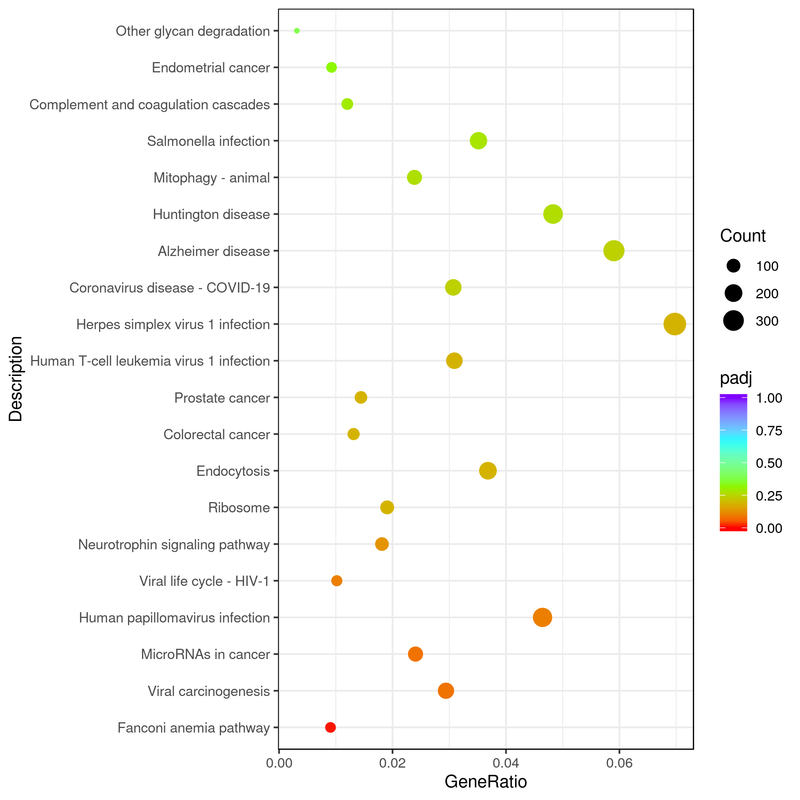 Other glycan degradation
Endometrial cancer
Complement and coagulation cascades
Salmonella infection
Mitophagy - animal
Huntington disease
Alzheimer disease
Coronavirus disease - COVID-19
Herpes simplex virus 1 infection
Human T-cell leukemia virus 1 infection
Prostate cancer
Colorectal cancer
Endocytosis
Ribosome
Neurotrophin signaling pathway
Viral life cycle - HIV-1
Human papillomavirus infection
MicroRNAs in cancer
Viral carcinogenesis
Fanconi anemia pathway
Description
0.00 0.02 0.04 0.06
GeneRatio
Count
100
200
300
padj
1.00
0.75
0.50
0.25
0.00